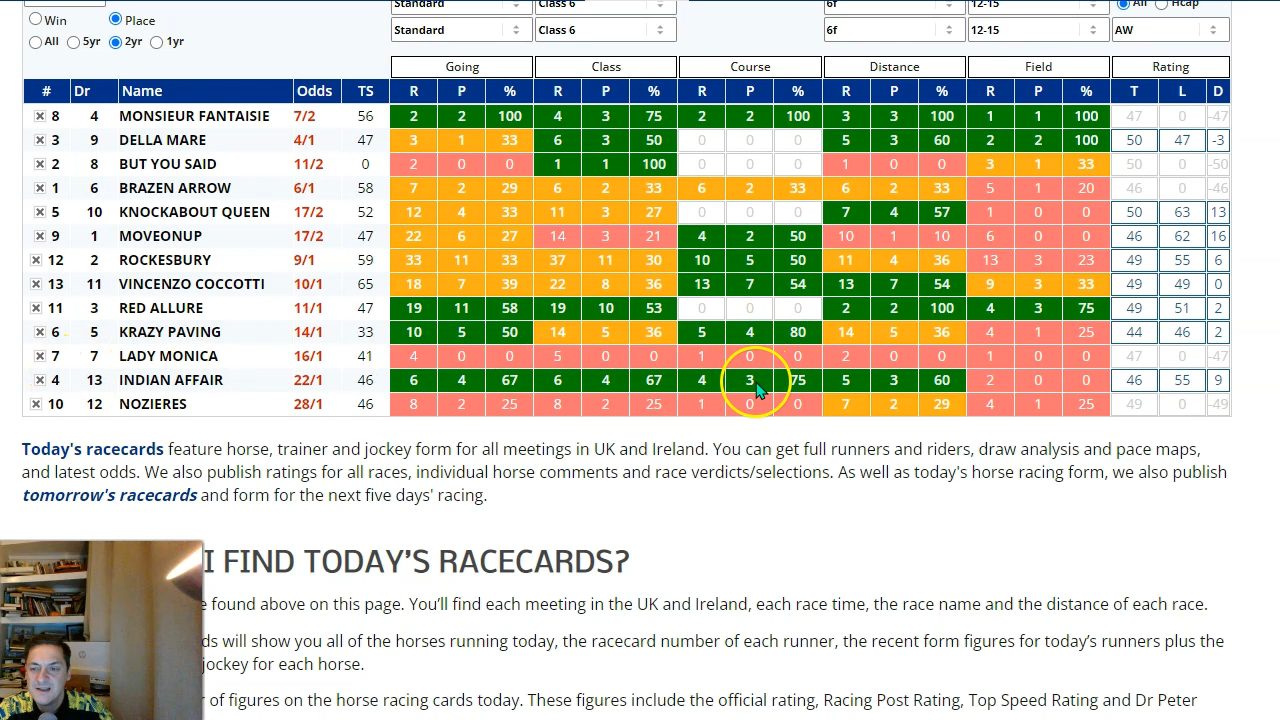 Standard Class 6 6f 12-15 All Hcap
Win Place
All 5yr 2yr 1yr Standard Class 6 6f 12-15 AW
Going Class Course Distance Field Rating
# Dr Name Odds TS R P % R P % R P % R P % R P % T L D
8 4 MONSIEUR FANTAISIE 7/2 56 2 2 100 4 3 75 2 2 100 3 3 100 1 1 100 47 0 -47
3 9 DELLA MARE 4/1 47 3 1 33 6 3 50 0 0 0 5 3 60 2 2 100 50 47 -3
2 8 BUT YOU SAID 11/2 0 2 0 0 1 1 100 0 0 0 1 0 0 3 1 33 50 0 -50
1 6 BRAZEN ARROW 6/1 58 7 2 29 6 2 33 6 2 33 6 2 33 5 1 20 46 0 -46
5 10 KNOCKABOUT QUEEN 17/2 52 12 4 33 11 3 27 0 0 0 7 4 57 1 0 0 50 63 13
9 1 MOVEONUP 17/2 47 22 6 27 14 3 21 4 2 50 10 1 10 6 0 0 46 62 16
12 2 ROCKESBURY 9/1 59 33 11 33 37 11 30 10 5 50 11 4 36 13 3 23 49 55 6
13 11 VINCENZO COCCOTTI 10/1 65 18 7 39 22 8 36 13 7 54 13 7 54 9 3 33 49 49 0
11 3 RED ALLURE 11/1 47 19 11 58 19 10 53 0 0 0 2 2 100 4 3 75 49 51 2
6 5 KRAZY PAVING 14/1 33 10 5 50 14 5 36 5 4 80 14 5 36 4 1 25 44 46 2
7 7 LADY MONICA 16/1 41 4 0 0 5 0 0 1 0 0 2 0 0 1 0 0 47 0 -47
4 13 INDIAN AFFAIR 22/1 46 6 4 67 6 4 67 4 3 75 5 3 60 2 0 0 46 55 9
10 12 NOZIERES 28/1 46 8 2 25 8 2 25 1 0 0 7 2 29 4 1 25 49 0 -49
Today's racecards feature horse, trainer and jockey form for all meetings in UK and Ireland. You can get full runners and riders, draw analysis and pace maps,
and latest odds. We also publish ratings for all races, individual horse comments and race verdicts/selections. As well as today's horse racing form, we also publish
tomorrow's racecards and form for the next five days' racing.
I FIND TODAY’S RACECARDS?
found above on this page. You’ll find each meeting in the UK and Ireland, each race time, the race name and the distance of each race.
will show you all of the horses running today, the racecard number of each runner, the recent form figures for today’s runners plus the
jockey for each horse.
of figures on the horse racing cards today. These figures include the official rating, Racing Post Rating, Top Speed Rating and Dr Peter